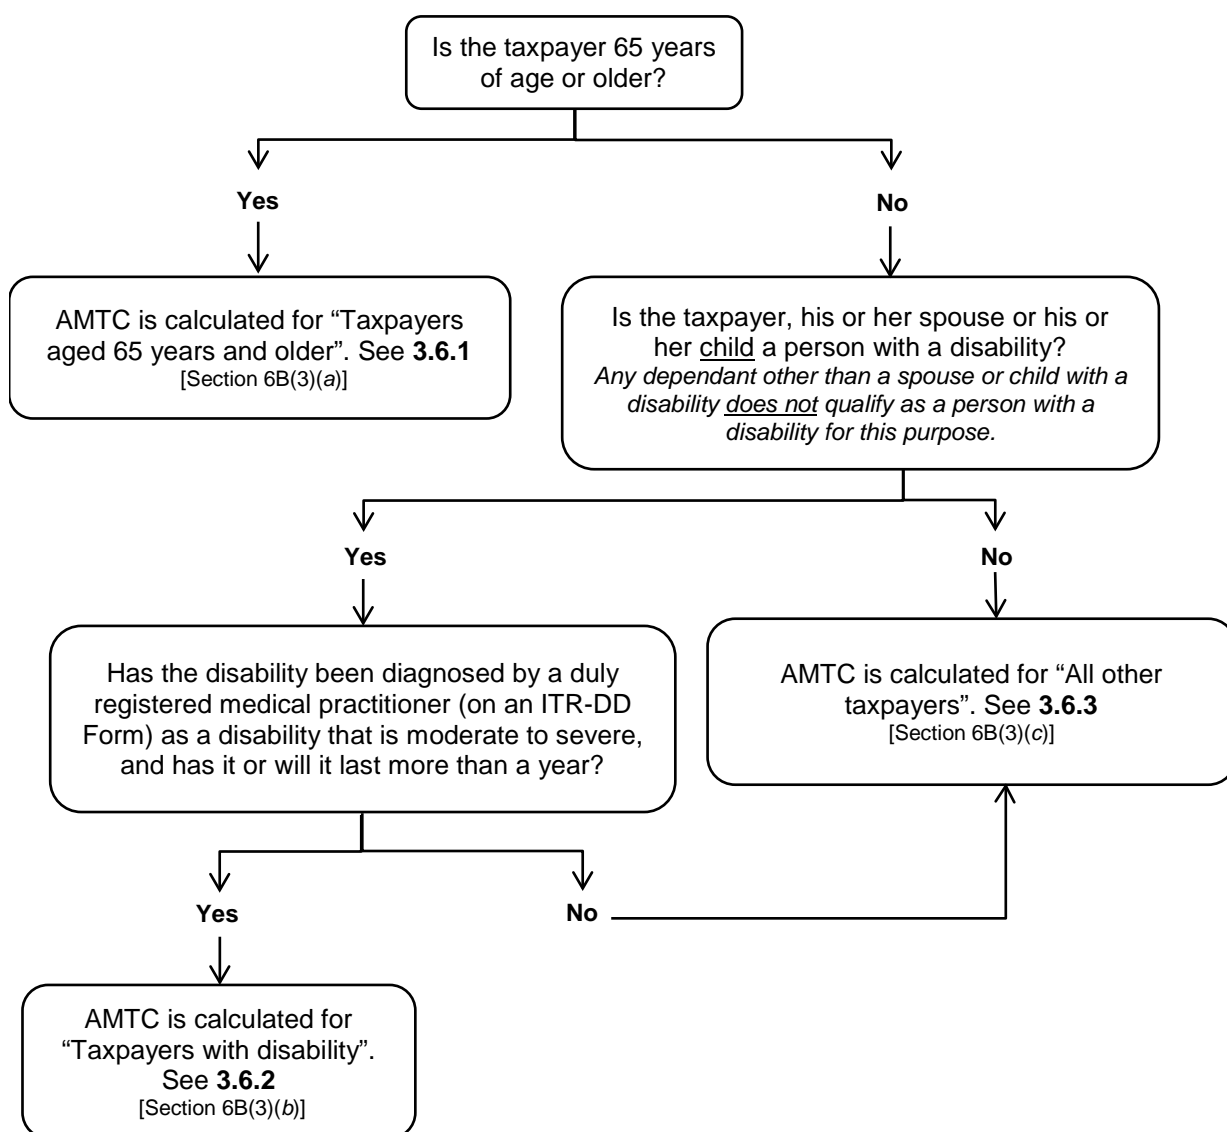 Is the taxpayer 65 years
of age or older?
Yes
No
AMTC is calculated for “Taxpayers
aged 65 years and older”. See 3.6.1
[Section 6B(3)(a)]
Is the taxpayer, his or her spouse or his or
her child a person with a disability?
Any dependant other than a spouse or child with a
disability does not qualify as a person with a
disability for this purpose.
Yes
No
Has the disability been diagnosed by a duly
registered medical practitioner (on an ITR-DD
Form) as a disability that is moderate to severe,
and has it or will it last more than a year?
AMTC is calculated for “All other
taxpayers”. See 3.6.3
[Section 6B(3)(c)]
Yes
No
AMTC is calculated for
“Taxpayers with disability”.
See 3.6.2
[Section 6B(3)(b)]